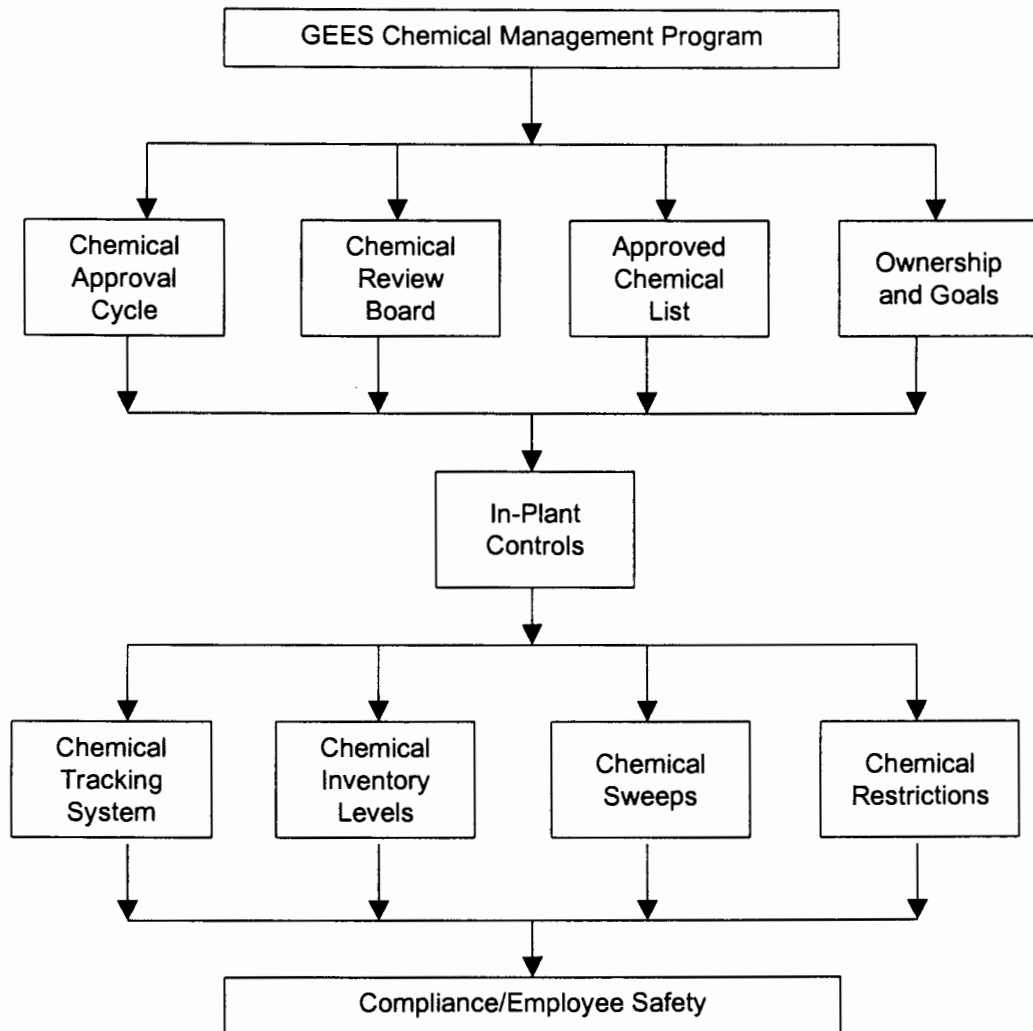 GEES Chemical Management Program
Chemical
Approval
Cycle
Chemical
Review
Board
Approved
Chemical
List
Ownership
and Goals
In-Plant
Controls
Chemical
Tracking
System
Chemical
Inventory
Levels
Chemical
Sweeps
Chemical
Restrictions
Compliance/Employee Safety